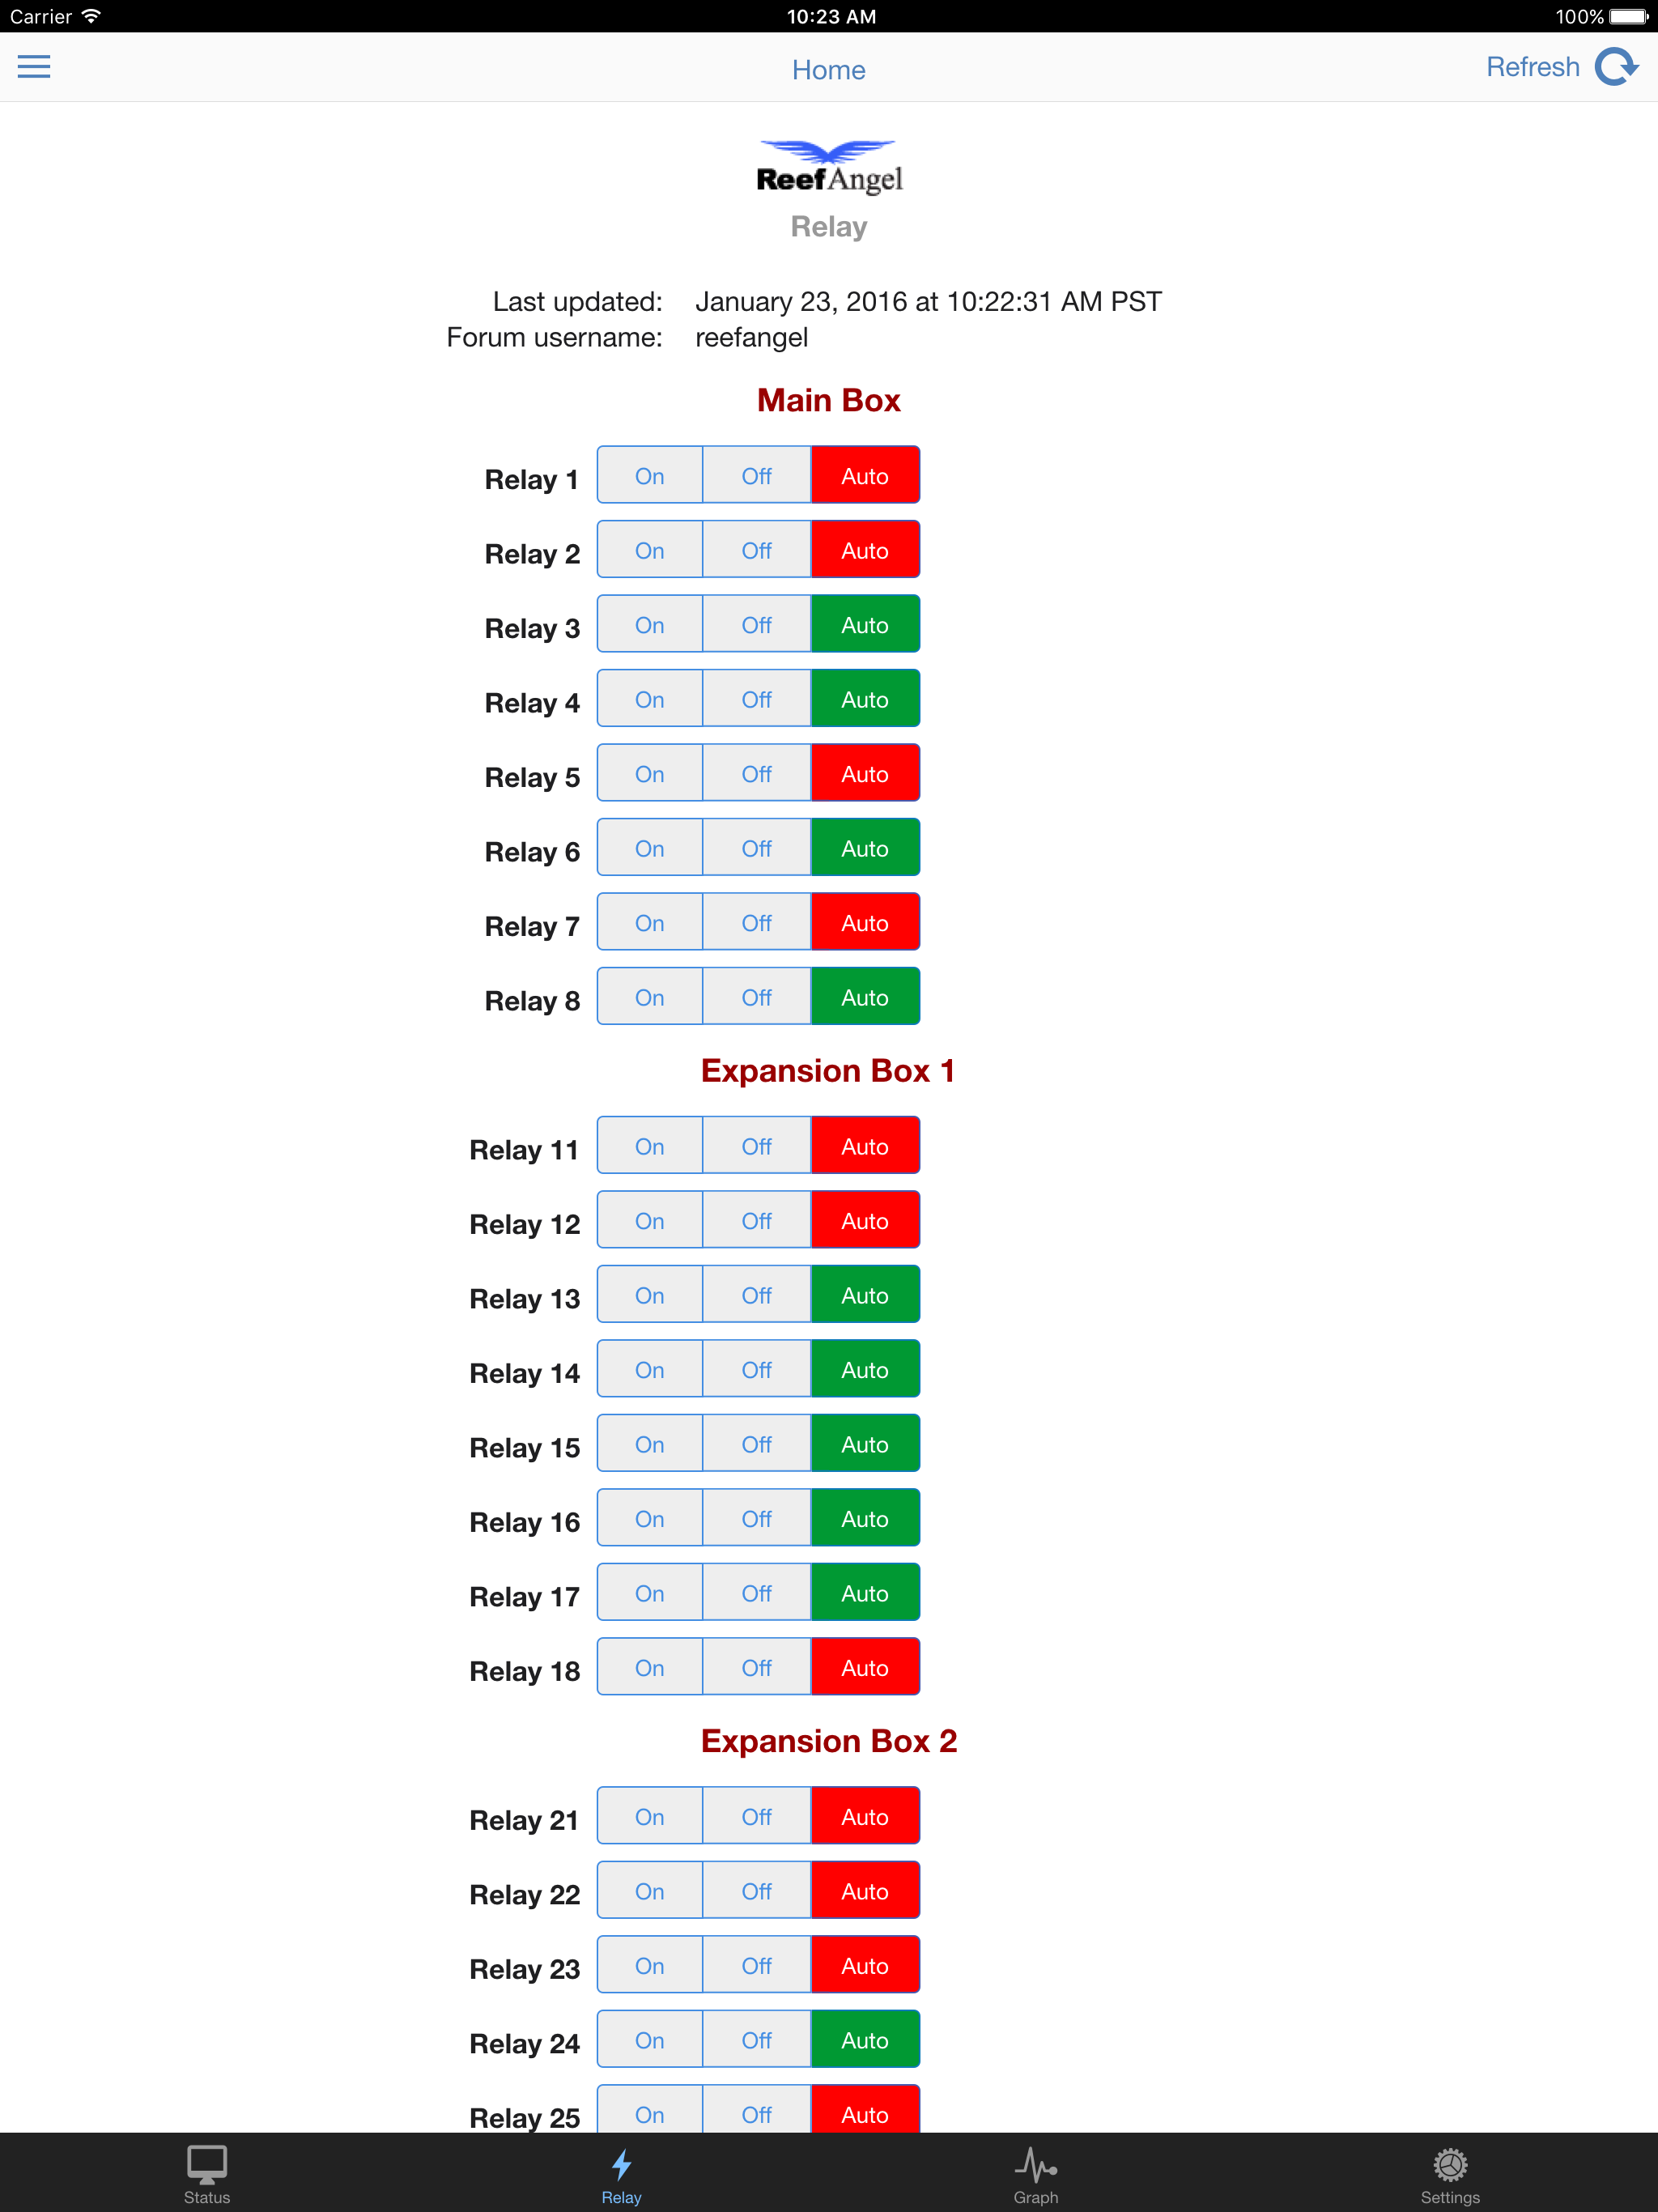 Carrier 10:23 AM 100%
Home Refresh
ReefAngel
Relay
Last updated: January 23, 2016 at 10:22:31 AM PST
Forum username: reefangel
Main Box
Relay 1 On Off Auto
Relay 2 On Off Auto
Relay 3 On Off Auto
Relay 4 On Off Auto
Relay 5 On Off Auto
Relay 6 On Off Auto
Relay 7 On Off Auto
Relay 8 On Off Auto
Expansion Box 1
Relay 11 On Off Auto
Relay 12 On Off Auto
Relay 13 On Off Auto
Relay 14 On Off Auto
Relay 15 On Off Auto
Relay 16 On Off Auto
Relay 17 On Off Auto
Relay 18 On Off Auto
Expansion Box 2
Relay 21 On Off Auto
Relay 22 On Off Auto
Relay 23 On Off Auto
Relay 24 On Off Auto
Relay 25 On Off Auto
Status Relay Graph Settings